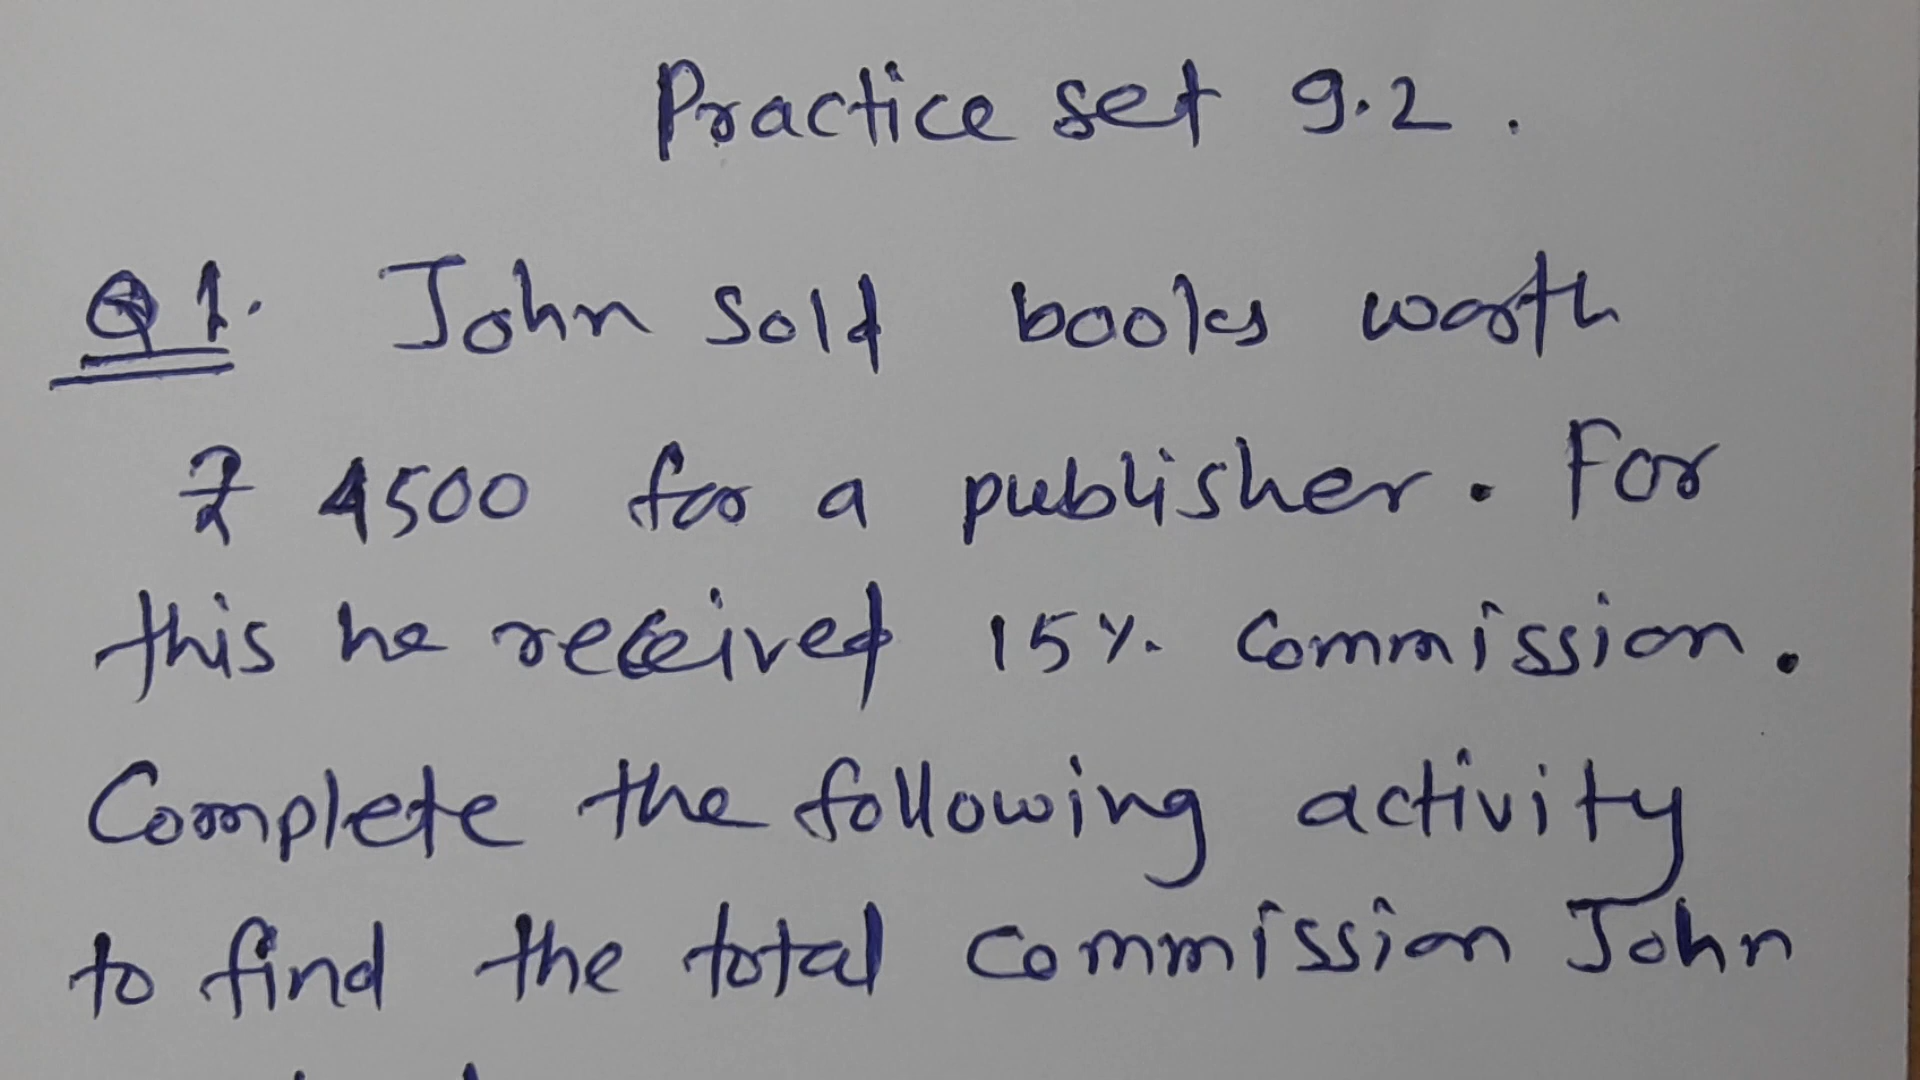 Practice set 9.2.
Q1. John sold books worth
₹ 4500 for a publisher. For
this he received 15%. Commission.
Complete the following activity
to find the total commission John